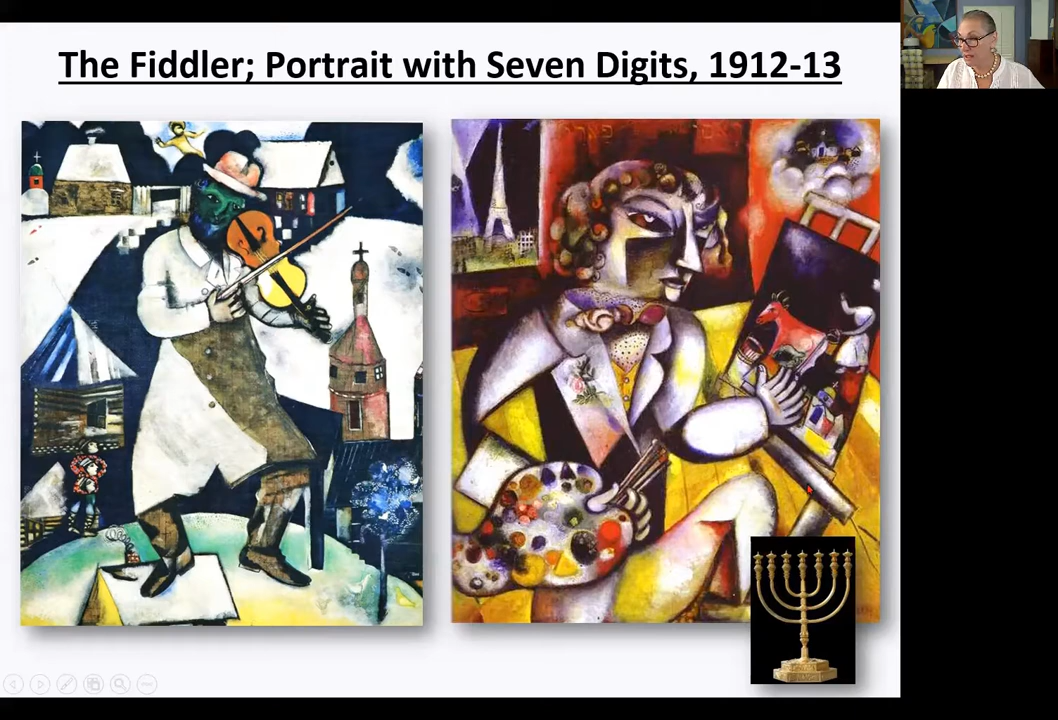 The Fiddler; Portrait with Seven Digits, 1912-13